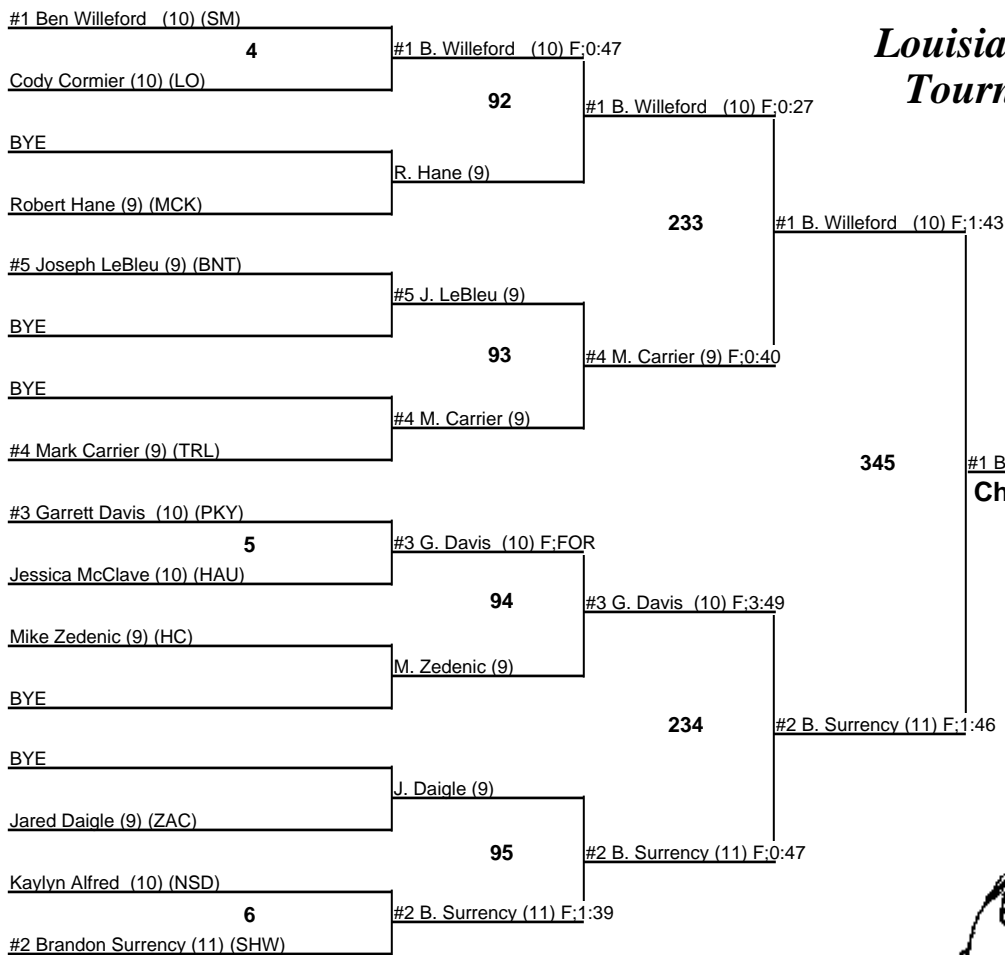 #1 Ben Willeford (10) (SM)
4
#1 B. Willeford (10) F;0:47
Cody Cormier (10) (LO)
92
#1 B. Willeford (10) F;0:27
BYE
R. Hane (9)
Robert Hane (9) (MCK)
233
#1 B. Willeford (10) F;1:43
#5 Joseph LeBleu (9) (BNT)
#5 J. LeBleu (9)
BYE
93
#4 M. Carrier (9) F;0:40
BYE
#4 M. Carrier (9)
#4 Mark Carrier (9) (TRL)
345
#1 B
Ch
#3 Garrett Davis (10) (PKY)
5
#3 G. Davis (10) F;FOR
Jessica McClave (10) (HAU)
94
#3 G. Davis (10) F;3:49
Mike Zedenic (9) (HC)
M. Zedenic (9)
BYE
234
#2 B. Surrency (11) F;1:46
BYE
J. Daigle (9)
Jared Daigle (9) (ZAC)
95
#2 B. Surrency (11) F;0:47
Kaylyn Alfred (10) (NSD)
6
#2 B. Surrency (11) F;1:39
#2 Brandon Surrency (11) (SHW)
Louisia
Tourn